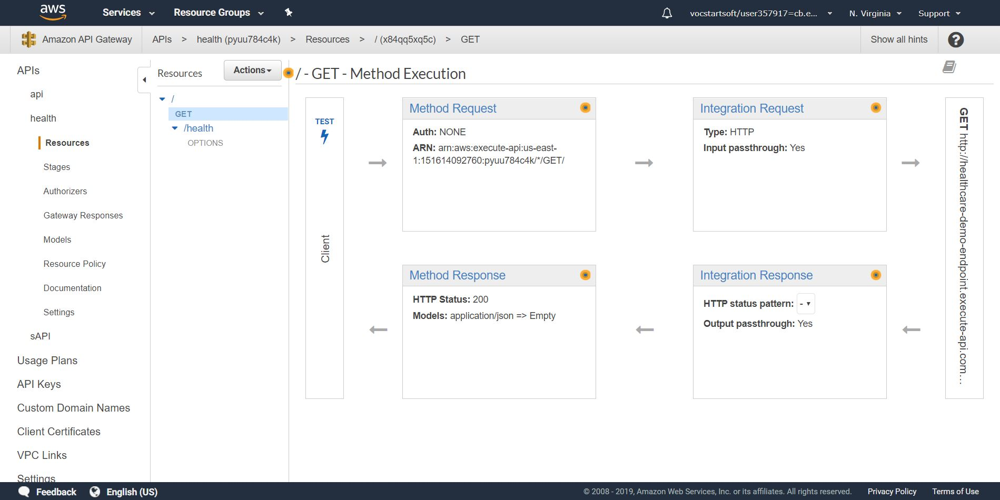 aws
Services
Resource Groups
vocstartsoft/user357917=cb.e...
N. Virginia
Support
Amazon API Gateway
APIs > health (pyuu784c4k) > Resources > / (x84qq5xq5c) > GET
Show all hints
?
APIs
api
health
Resources
Stages
Authorizers
Gateway Responses
Models
Resource Policy
Documentation
Settings
sAPI
Usage Plans
API Keys
Custom Domain Names
Client Certificates
VPC Links
Settings
Resources
Actions
/
GET
/health
OPTIONS
/ - GET - Method Execution
TEST
Client
Method Request
Auth: NONE
ARN: arn:aws:execute-api:us-east-
1:151614092760:pyuu784c4k/*/GET/
Integration Request
Type: HTTP
Input passthrough: Yes
GET http://healthcare-demo-endpoint.execute-api.com...
Method Response
HTTP Status: 200
Models: application/json => Empty
Integration Response
HTTP status pattern: -
Output passthrough: Yes
Feedback
English (US)
© 2008 - 2019, Amazon Web Services, Inc. or its affiliates. All rights reserved.
Privacy Policy
Terms of Use